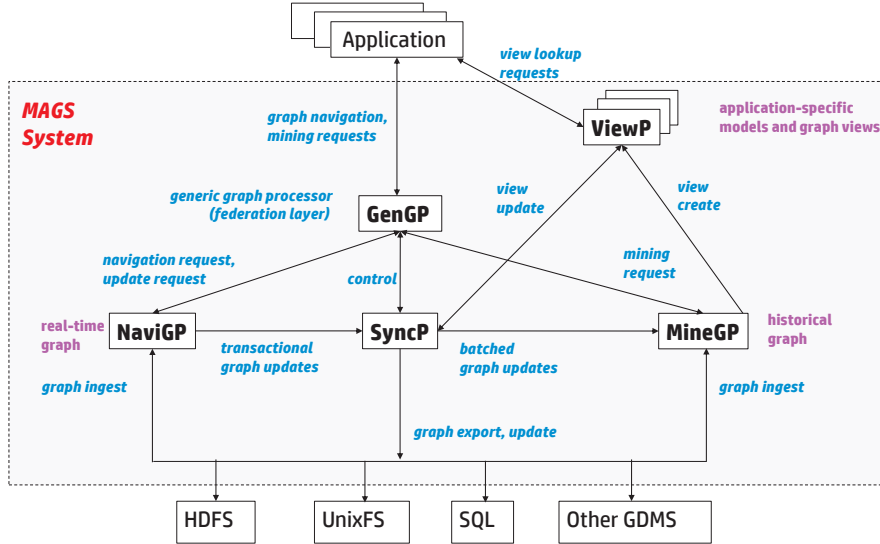 Application
view lookup
requests
MAGS
System
graph navigation,
mining requests
ViewP
application-specific
models and graph views
generic graph processor
(federation layer)
GenGP
view
update
view
create
navigation request,
update request
control
mining
request
real-time
graph
NaviGP
SyncP
MineGP
historical
graph
transactional
graph updates
batched
graph updates
graph ingest
graph ingest
graph export, update
HDFS
UnixFS
SQL
Other GDMS